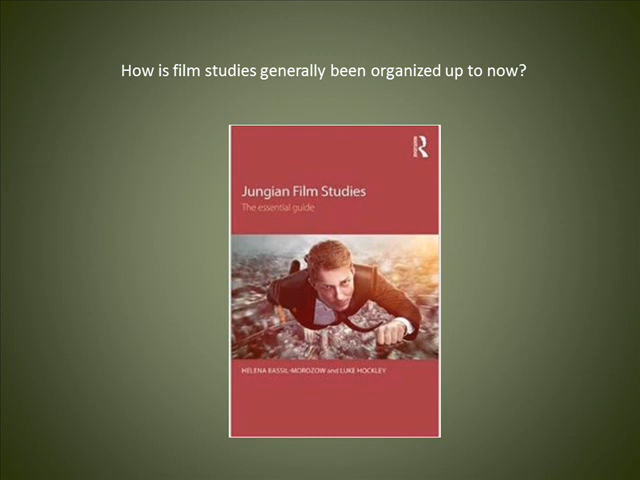 How is film studies generally been organized up to now?
Jungian Film Studies
The essential guide
HELENA BASSIL-MOROZOW and LUKE HOCKLEY